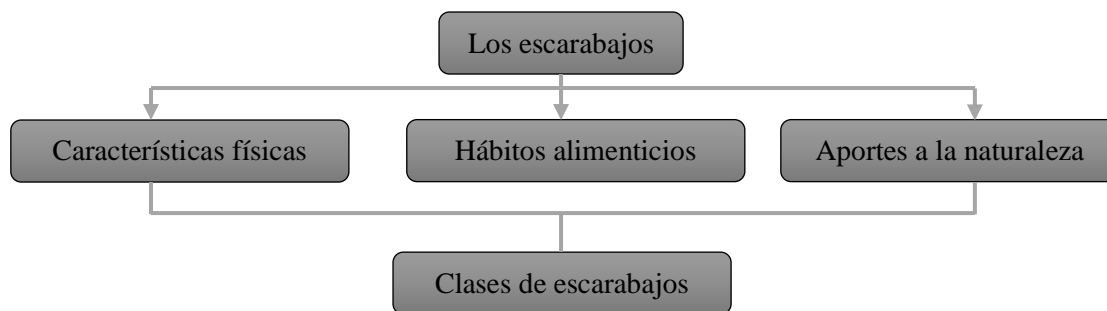 Los escarabajos
Características físicas
Hábitos alimenticios
Aportes a la naturaleza
Clases de escarabajos